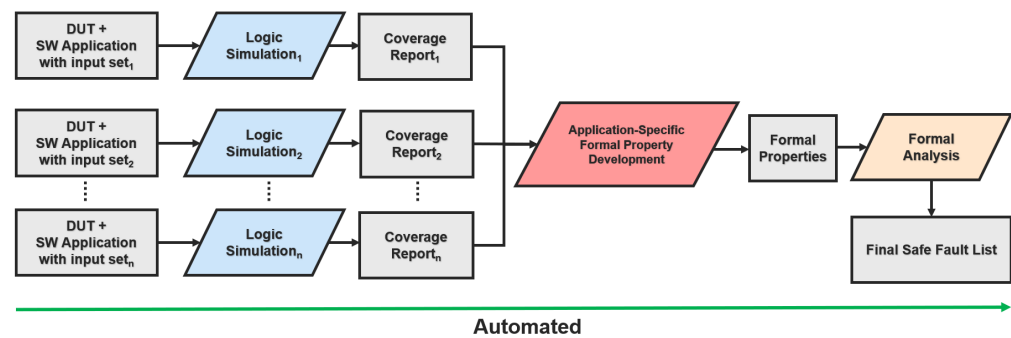 DUT +
SW Application
with input set1
Logic
Simulation1
Coverage
Report1
DUT +
SW Application
with input set2
Logic
Simulation2
Coverage
Report2
DUT +
SW Application
with input setn
Logic
Simulationn
Coverage
Reportn
Application-Specific
Formal Property
Development
Formal
Properties
Formal
Analysis
Final Safe Fault List
Automated